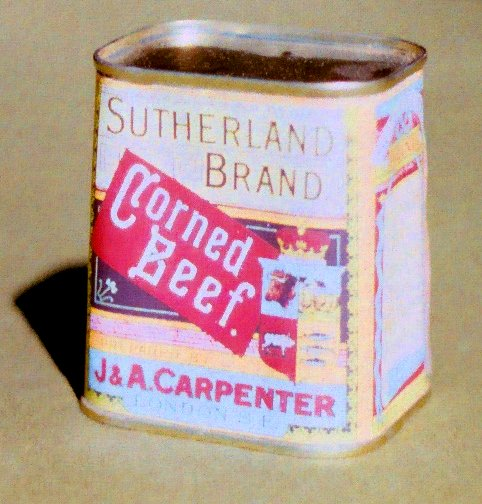 SUTHERLAND
BRAND
Corned
Beef.
J & A. CARPENTER
LONDON S.E.